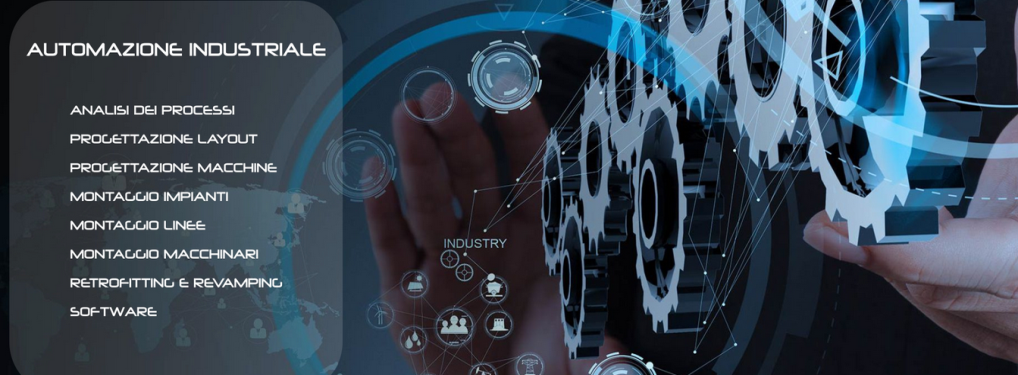 AUTOMAZIONE INDUSTRIALE
ANALISI DEI PROCESSI
PROGETTAZIONE LAYOUT
PROGETTAZIONE MACCHINE
MONTAGGIO IMPIANTI
MONTAGGIO LINEE
MONTAGGIO MACCHINARI
RETROFITTING E REVAMPING
SOFTWARE
INDUSTRY